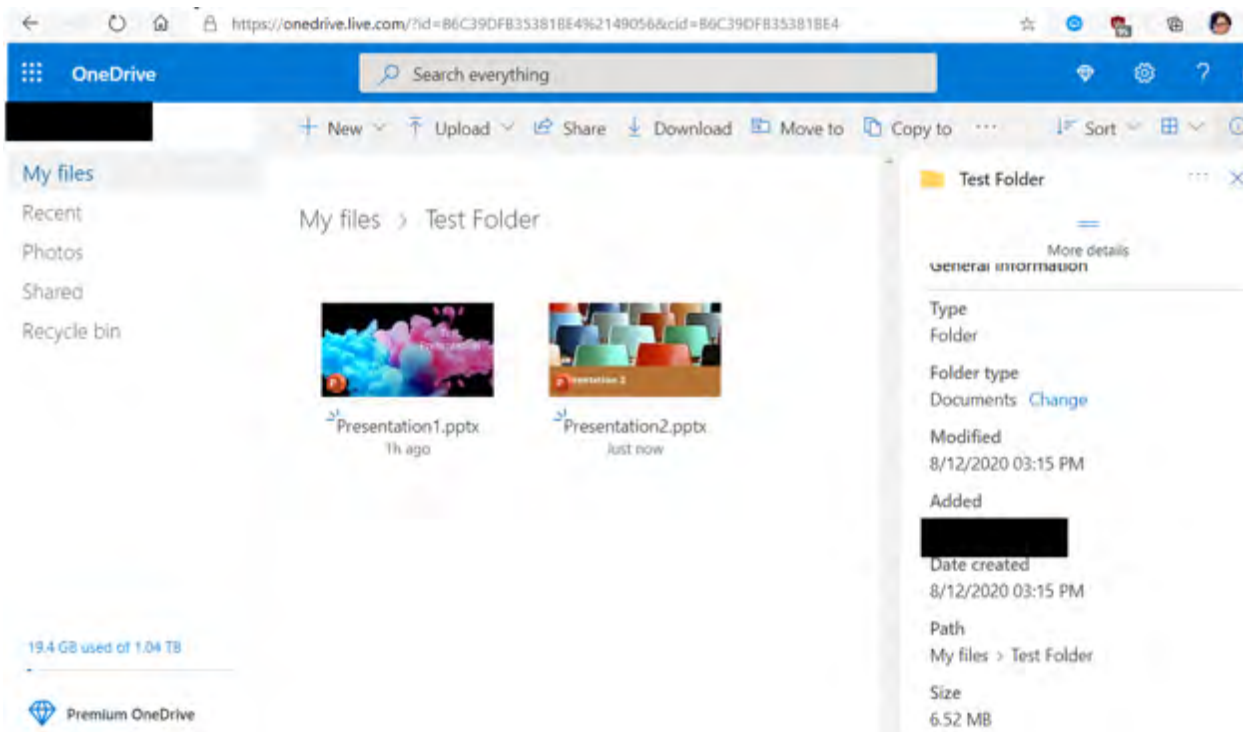 https://onedrive.live.com/?id=B6C39DFB35381BE4%2149056&cid=B6C39DFB35381BE4
OneDrive
Search everything
?
New
Upload
Share
Download
Move to
Copy to
...
Sort
My files
Recent
Photos
Shared
Recycle bin
19.4 GB used of 1.04 TB
Premium OneDrive
My files > Test Folder
Presentation1.pptx
1h ago
Presentation 2
Presentation2.pptx
Just now
Test Folder
...
More details
General information
Type
Folder
Folder type
Documents Change
Modified
8/12/2020 03:15 PM
Added
Date created
8/12/2020 03:15 PM
Path
My files > Test Folder
Size
6.52 MB